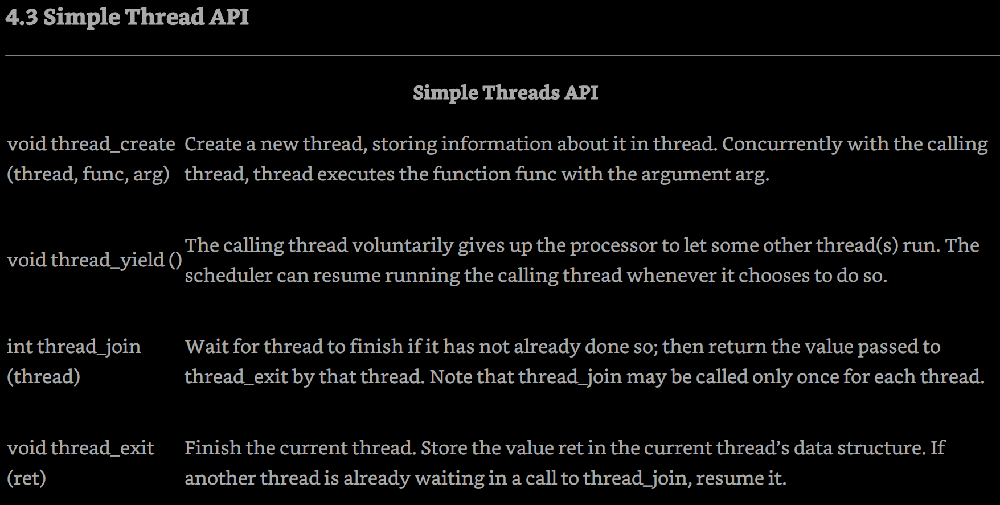 4.3 Simple Thread API
Simple Threads API
void thread_create
(thread, func, arg)
Create a new thread, storing information about it in thread. Concurrently with the calling
thread, thread executes the function func with the argument arg.
void thread_yield ()
The calling thread voluntarily gives up the processor to let some other thread(s) run. The
scheduler can resume running the calling thread whenever it chooses to do so.
int thread_join
(thread)
Wait for thread to finish if it has not already done so; then return the value passed to
thread_exit by that thread. Note that thread_join may be called only once for each thread.
void thread_exit
(ret)
Finish the current thread. Store the value ret in the current thread’s data structure. If
another thread is already waiting in a call to thread_join, resume it.